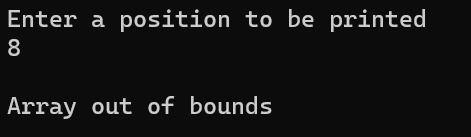 Enter a position to be printed
8
Array out of bounds